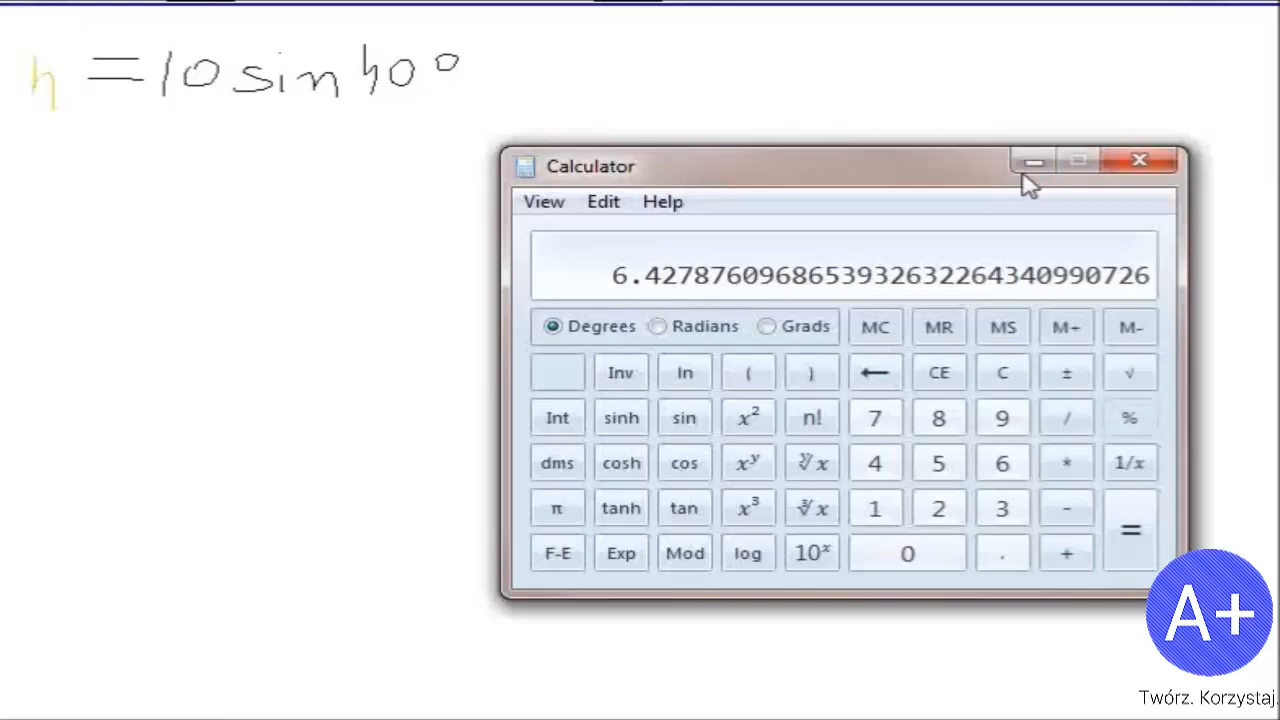 h = 10 sin 40°
Calculator
View Edit Help
6.4278760968653932632264340990726
Degrees Radians Grads MC MR MS M+ M-
Inv ln ( ) ← CE C ± √
Int sinh sin x² n! 7 8 9 / %
dms cosh cos xʸ ʸ√x 4 5 6 * 1/x
π tanh tan x³ ³√x 1 2 3 - =
F-E Exp Mod log 10ˣ 0 . +
A+
Twórz. Korzystaj.